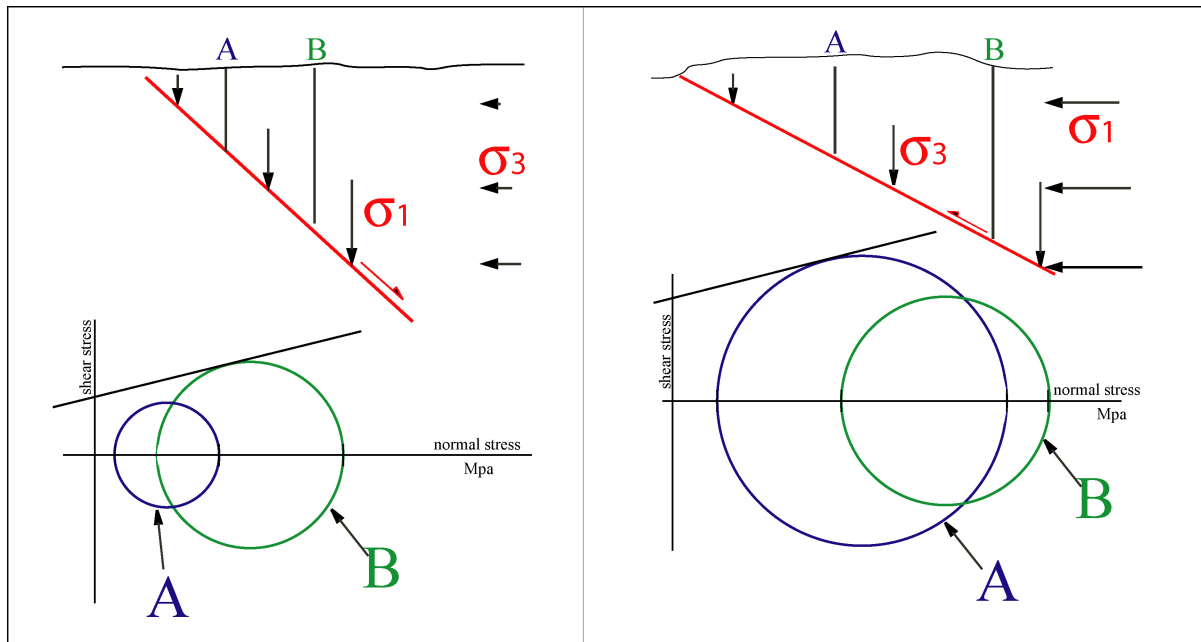 A
B
σ3
σ1
shear stress
normal stress
Mpa
A
B
A
B
σ1
σ3
shear stress
normal stress
Mpa
B
A